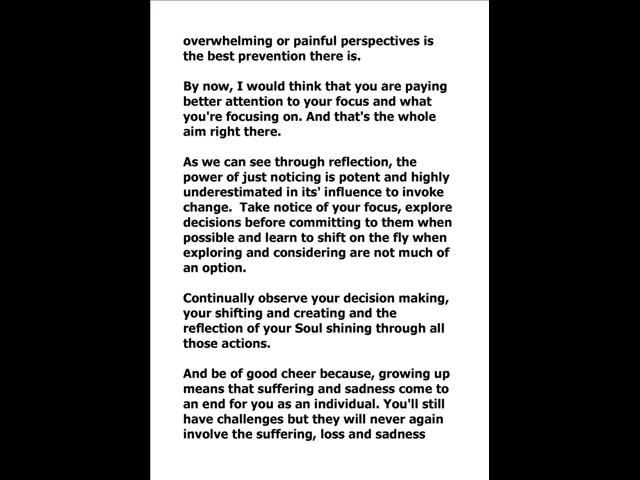 overwhelming or painful perspectives is
the best prevention there is.
By now, I would think that you are paying
better attention to your focus and what
you're focusing on. And that's the whole
aim right there.
As we can see through reflection, the
power of just noticing is potent and highly
underestimated in its' influence to invoke
change.  Take notice of your focus, explore
decisions before committing to them when
possible and learn to shift on the fly when
exploring and considering are not much of
an option.
Continually observe your decision making,
your shifting and creating and the
reflection of your Soul shining through all
those actions.
And be of good cheer because, growing up
means that suffering and sadness come to
an end for you as an individual. You'll still
have challenges but they will never again
involve the suffering, loss and sadness